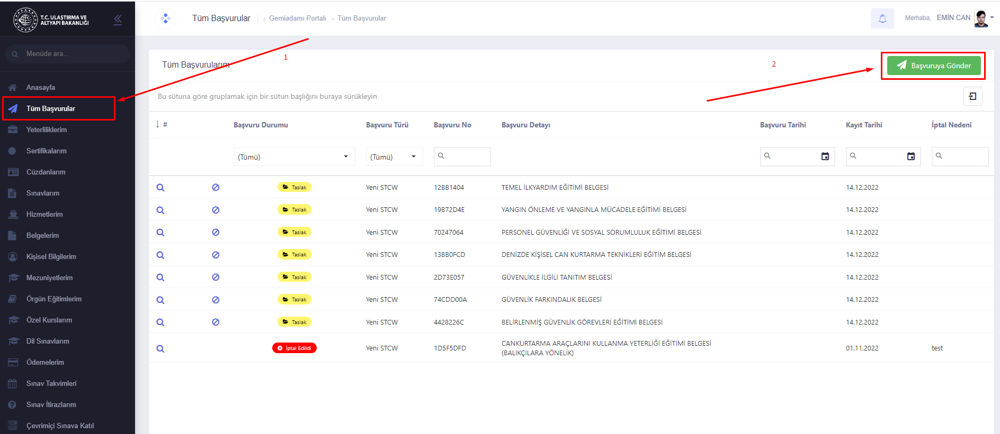 T.C. ULAŞTIRMA VE
ALTYAPI BAKANLIĞI
Tüm Başvurular
Gemiadamı Portalı
Tüm Başvurular
Merhaba, EMİN CAN
Menüde ara...
1
Tüm Başvurularım
2
Başvuruya Gönder
Anasayfa
Tüm Başvurular
Yeterliliklerim
Sertifikalarım
Cüzdanlarım
Sınavlarım
Hizmetlerim
Belgelerim
Kişisel Bilgilerim
Mezuniyetlerim
Örgün Eğitimlerim
Özel Kurslarım
Dil Sınavlarım
Ödemelerim
Sınav Takvimleri
Sınav İtirazlarım
Çevrimiçi Sınava Katıl
Bu sütuna göre gruplamak için bir sütun başlığını buraya sürükleyin
# Başvuru Durumu Başvuru Türü Başvuru No Başvuru Detayı Başvuru Tarihi Kayıt Tarihi İptal Nedeni
(Tümü) (Tümü)
Taslak Yeni STCW 12BB1404 TEMEL İLKYARDIM EĞİTİMİ BELGESİ 14.12.2022
Taslak Yeni STCW 19B72D4E YANGIN ÖNLEME VE YANGINLA MÜCADELE EĞİTİMİ BELGESİ 14.12.2022
Taslak Yeni STCW 70247064 PERSONEL GÜVENLİĞİ VE SOSYAL SORUMLULUK EĞİTİMİ BELGESİ 14.12.2022
Taslak Yeni STCW 13BB0FCD DENİZDE KİŞİSEL CAN KURTARMA TEKNİKLERİ EĞİTİM BELGESİ 14.12.2022
Taslak Yeni STCW 2D73E057 GÜVENLİKLE İLGİLİ TANITIM BELGESİ 14.12.2022
Taslak Yeni STCW 74CDD00A GÜVENLİK FARKINDALIK BELGESİ 14.12.2022
Taslak Yeni STCW 4428226C BELİRLENMİŞ GÜVENLİK GÖREVLERİ EĞİTİMİ BELGESİ 14.12.2022
İptal Edildi Yeni STCW 1D5F5DFD CANKURTARMA ARAÇLARINI KULLANMA YETERLİĞİ EĞİTİMİ BELGESİ 01.11.2022 test
(BALIKÇILARA YÖNELİK)